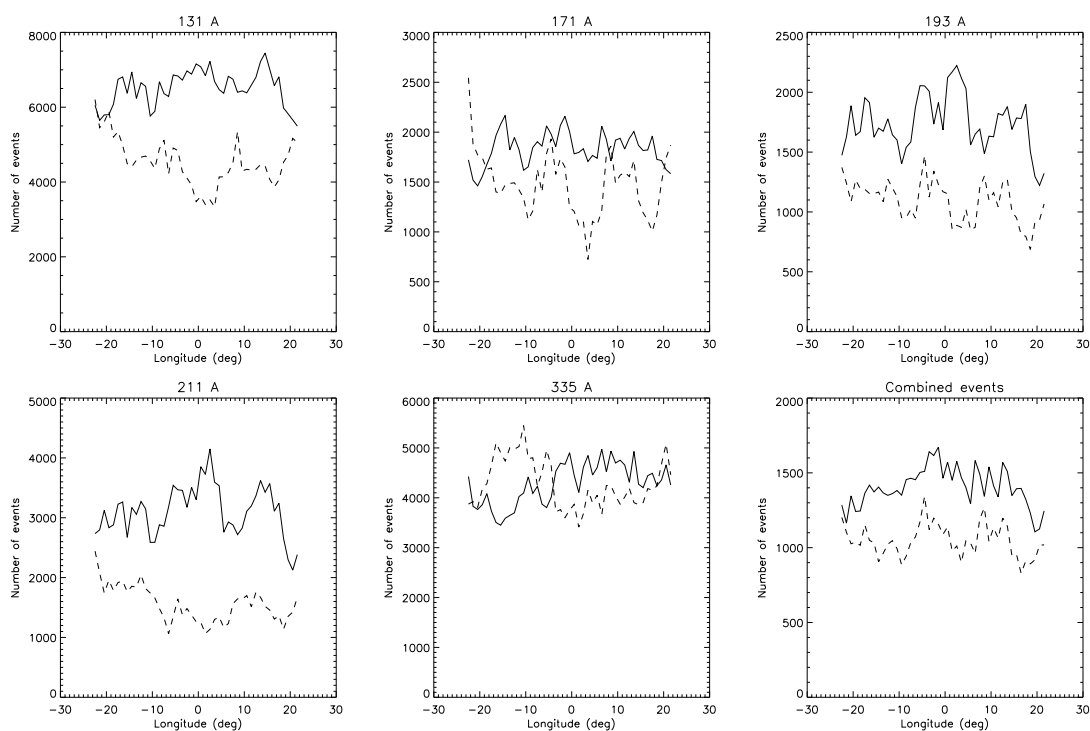 131 A
8000
6000
4000
2000
0
Number of events
−30 −20 −10 0 10 20 30
Longitude (deg)
171 A
3000
2500
2000
1500
1000
500
0
Number of events
−30 −20 −10 0 10 20 30
Longitude (deg)
193 A
2500
2000
1500
1000
500
0
Number of events
−30 −20 −10 0 10 20 30
Longitude (deg)
211 A
5000
4000
3000
2000
1000
0
Number of events
−30 −20 −10 0 10 20 30
Longitude (deg)
335 A
6000
5000
4000
3000
2000
1000
0
Number of events
−30 −20 −10 0 10 20 30
Longitude (deg)
Combined events
2000
1500
1000
500
0
Number of events
−30 −20 −10 0 10 20 30
Longitude (deg)